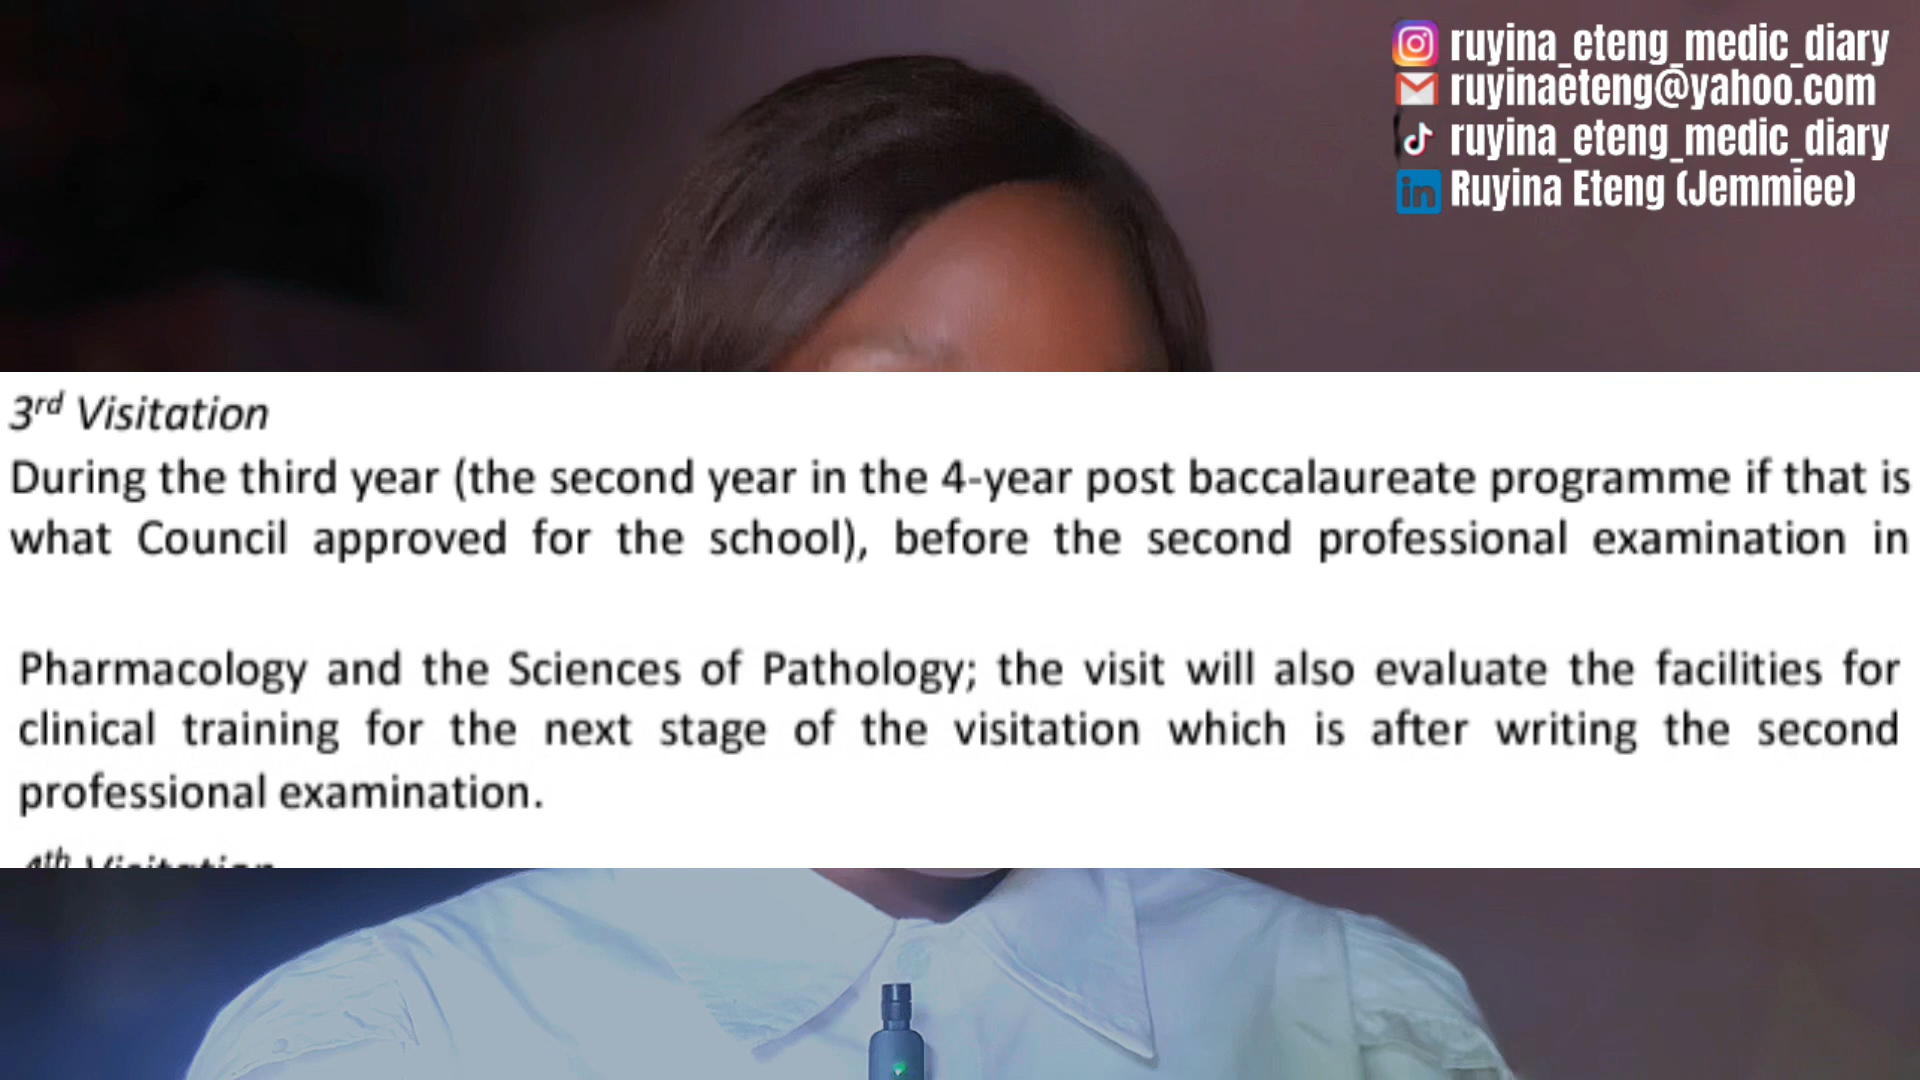 ruyina_eteng_medic_diary
ruyinaeteng@yahoo.com
ruyina_eteng_medic_diary
in Ruyina Eteng (Jemmiee)
3rd Visitation
During the third year (the second year in the 4-year post baccalaureate programme if that is
what Council approved for the school), before the second professional examination in
Pharmacology and the Sciences of Pathology; the visit will also evaluate the facilities for
clinical training for the next stage of the visitation which is after writing the second
professional examination.
4th Visitation